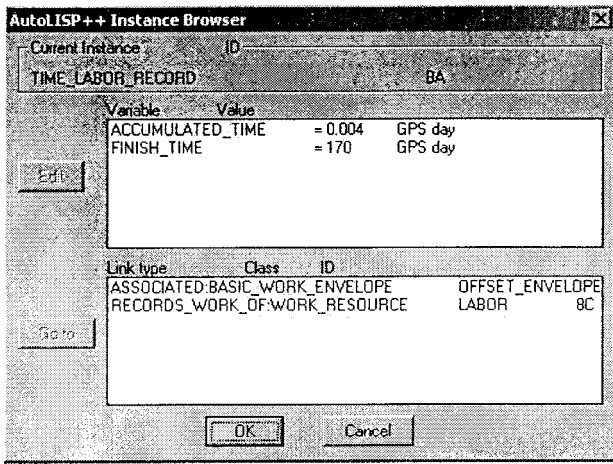 AutoLISP++ Instance Browser
Current Instance ID
TIME_LABOR_RECORD BA
Variable Value
ACCUMULATED_TIME = 0.004 GPS day
FINISH_TIME = 170 GPS day
Edit
Link type Class ID
ASSOCIATED:BASIC_WORK_ENVELOPE OFFSET_ENVELOPE
RECORDS_WORK_OF:WORK_RESOURCE LABOR 8C
Go to
OK Cancel